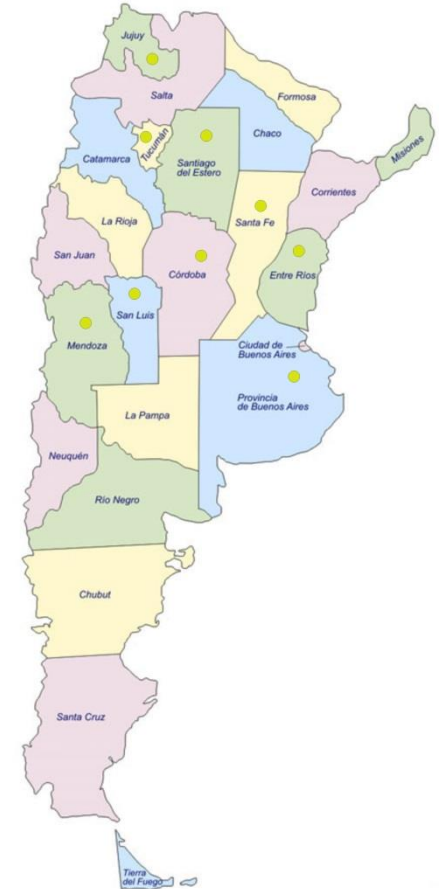 Jujuy
Salta
Formosa
Chaco
Tucumán
Catamarca
Santiago
del Estero
Misiones
Corrientes
La Rioja
Santa Fe
San Juan
Córdoba
Entre Ríos
San Luis
Mendoza
Ciudad de
Buenos Aires
Provincia
de Buenos Aires
La Pampa
Neuquén
Río Negro
Chubut
Santa Cruz
Tierra
del Fuego